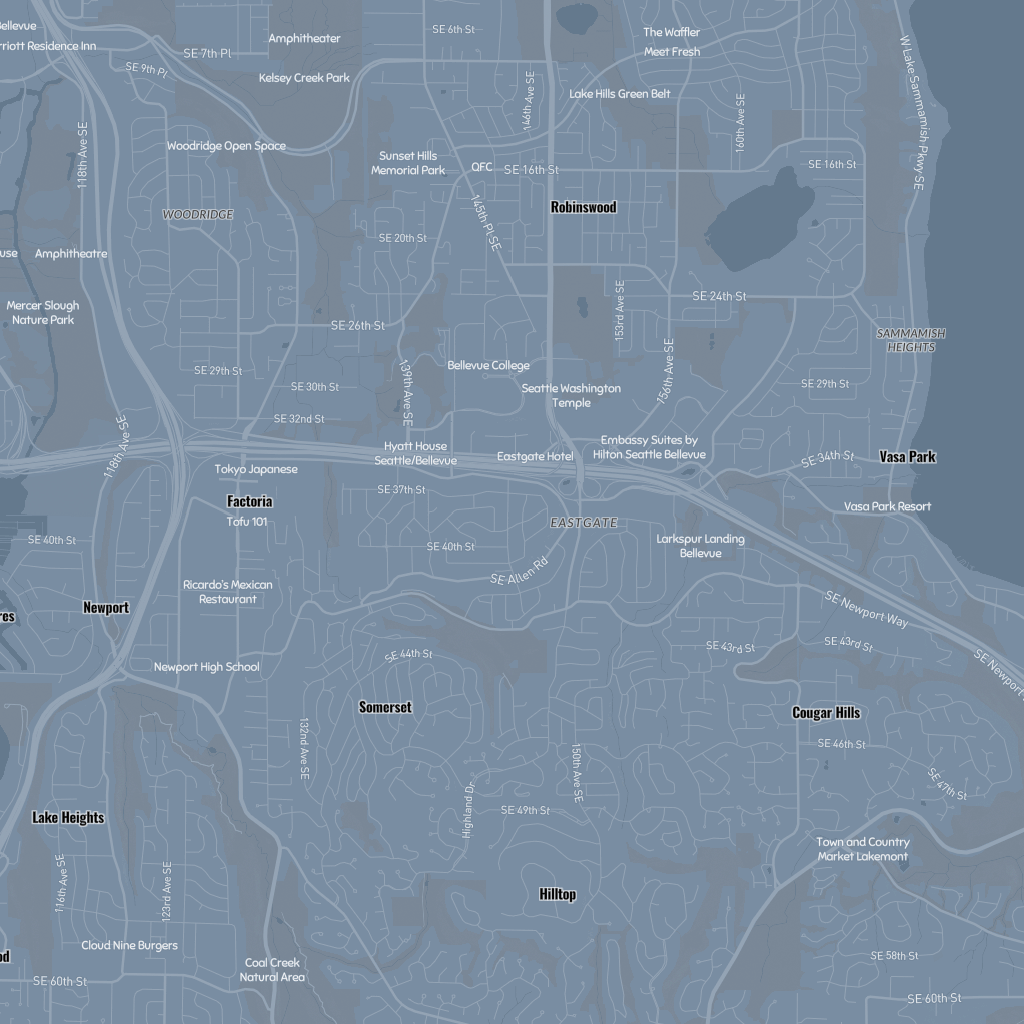 Bellevue
SE 6th St
The Waffler
Amphitheater
rriott Residence Inn
Meet Fresh
SE 7th Pl
W Lake Sammamish Pkwy SE
SE 9th Pl
Kelsey Creek Park
Lake Hills Green Belt
146th Ave SE
160th Ave SE
118th Ave SE
Woodridge Open Space
Sunset Hills
Memorial Park
QFC
SE 16th St
SE 16th St
WOODRIDGE
Robinswood
145th Pl SE
SE 20th St
use
Amphitheatre
Mercer Slough
Nature Park
SE 24th St
153rd Ave SE
SE 26th St
SAMMAMISH
HEIGHTS
Bellevue College
SE 29th St
139th Ave SE
156th Ave SE
SE 30th St
Seattle Washington
Temple
SE 29th St
SE 32nd St
118th Ave SE
Hyatt House
Seattle/Bellevue
Eastgate Hotel
Embassy Suites by
Hilton Seattle Bellevue
SE 34th St
Vasa Park
Tokyo Japanese
SE 37th St
Factoria
Tofu 101
EASTGATE
Vasa Park Resort
SE 40th St
SE 40th St
Larkspur Landing
Bellevue
SE Allen Rd
Ricardo's Mexican
Restaurant
Newport
res
SE Newport Way
SE 43rd St
SE 43rd St
SE 44th St
Newport High School
SE Newport
Somerset
Cougar Hills
132nd Ave SE
SE 46th St
150th Ave SE
SE 47th St
Highland Dr
SE 49th St
Lake Heights
Town and Country
Market Lakemont
116th Ave SE
123rd Ave SE
Hilltop
Cloud Nine Burgers
od
SE 58th St
Coal Creek
Natural Area
SE 60th St
SE 60th St